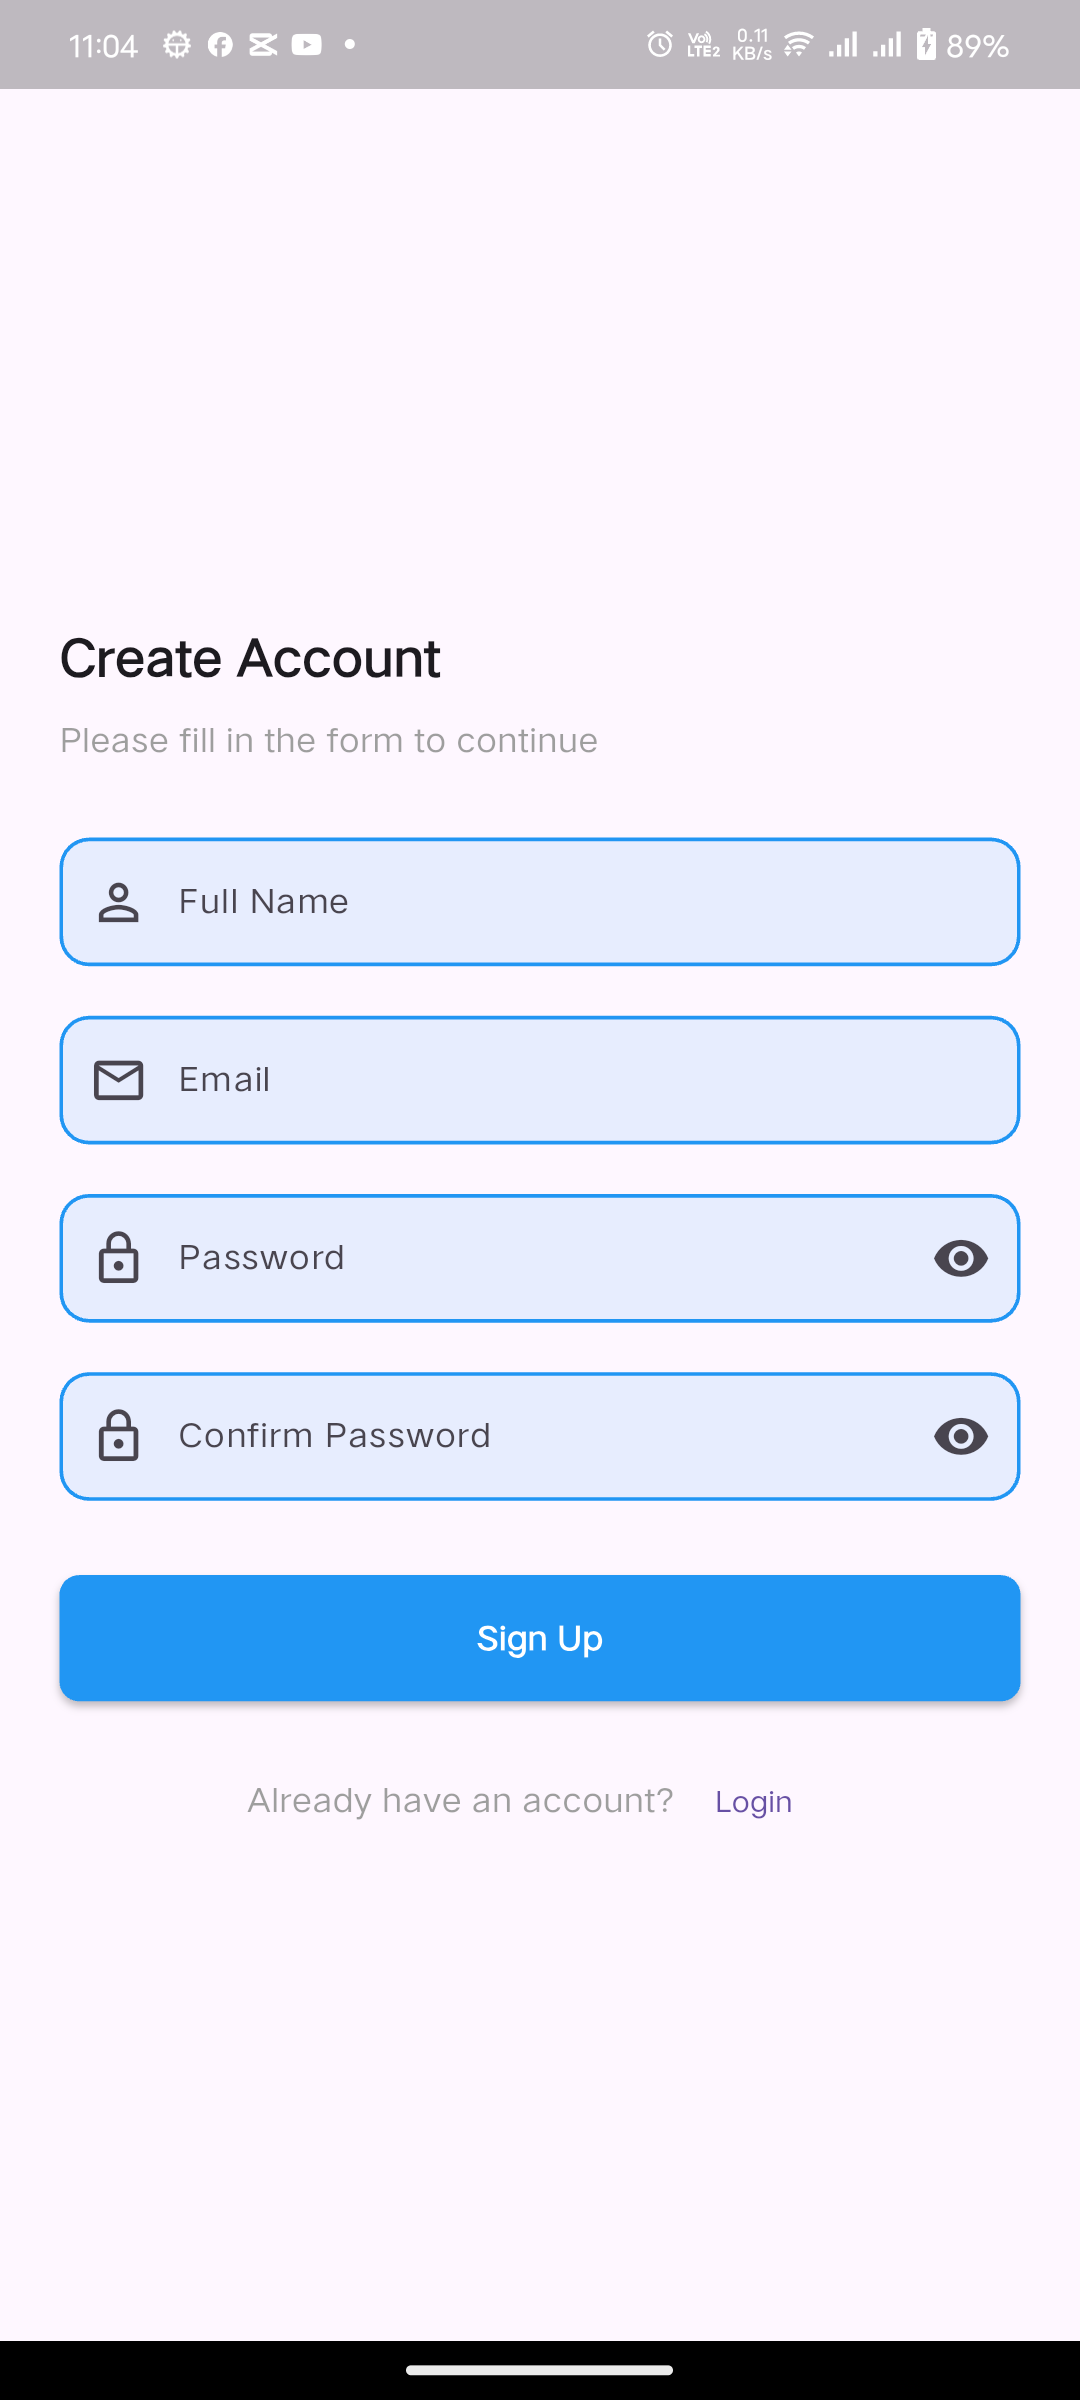 11:04
Vo)) LTE2 0.11 KB/s 89%
Create Account
Please fill in the form to continue
Full Name
Email
Password
Confirm Password
Sign Up
Already have an account? Login